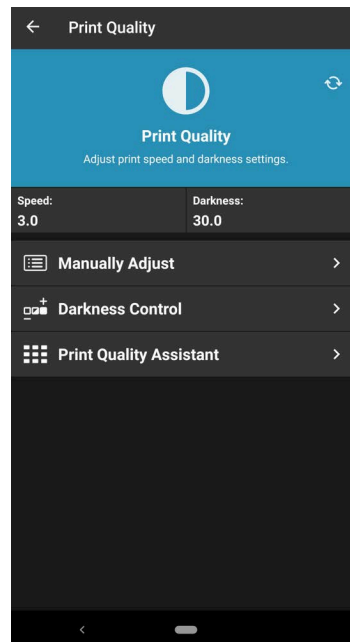 Print Quality
Print Quality
Adjust print speed and darkness settings.
Speed:
3.0
Darkness:
30.0
Manually Adjust
Darkness Control
Print Quality Assistant